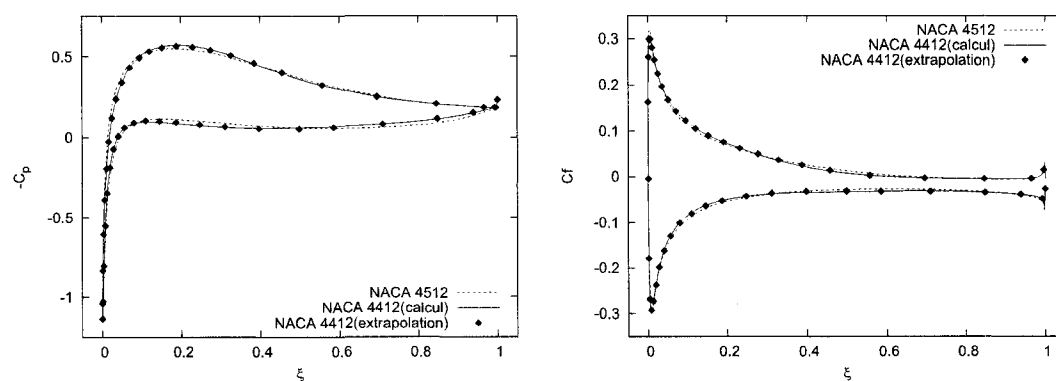 0.5
0
-0.5
-1
-Cp
NACA 4512
NACA 4412(calcul)
NACA 4412(extrapolation)
0 0.2 0.4 0.6 0.8 1
ξ
0.3
0.2
0.1
0
-0.1
-0.2
-0.3
Cf
NACA 4512
NACA 4412(calcul)
NACA 4412(extrapolation)
0 0.2 0.4 0.6 0.8 1
ξ